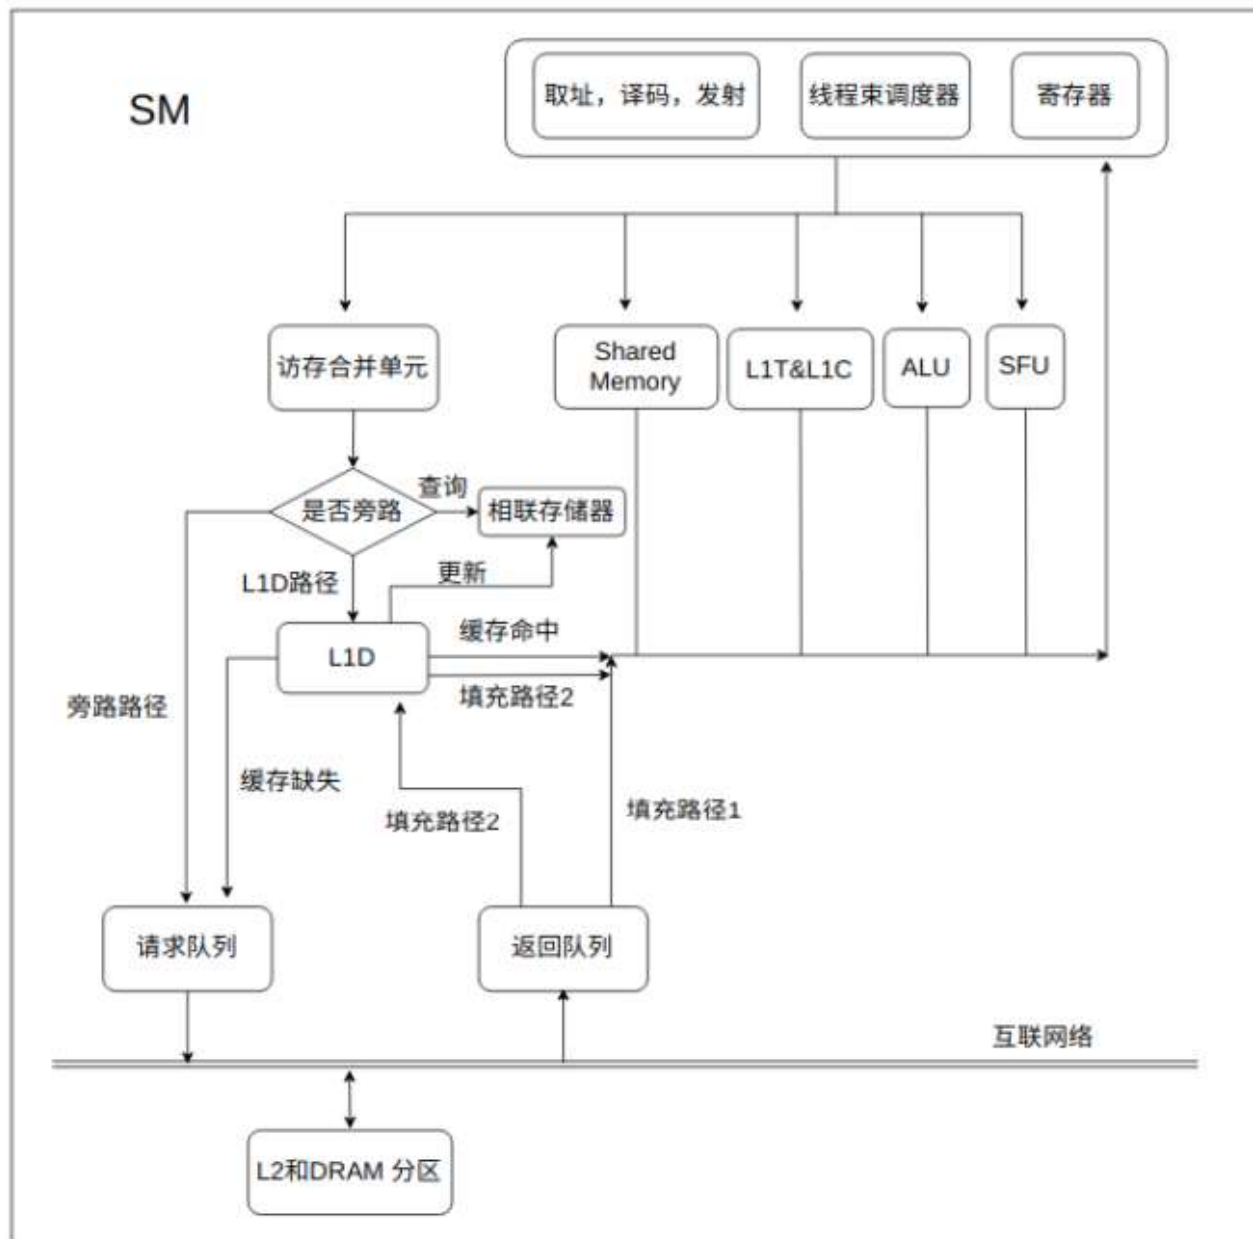 SM
取址，译码，发射
线程束调度器
寄存器
访存合并单元
Shared
Memory
L1T&L1C
ALU
SFU
是否旁路
查询
相联存储器
L1D路径
更新
L1D
缓存命中
填充路径2
旁路路径
缓存缺失
填充路径2
填充路径1
请求队列
返回队列
互联网络
L2和DRAM 分区